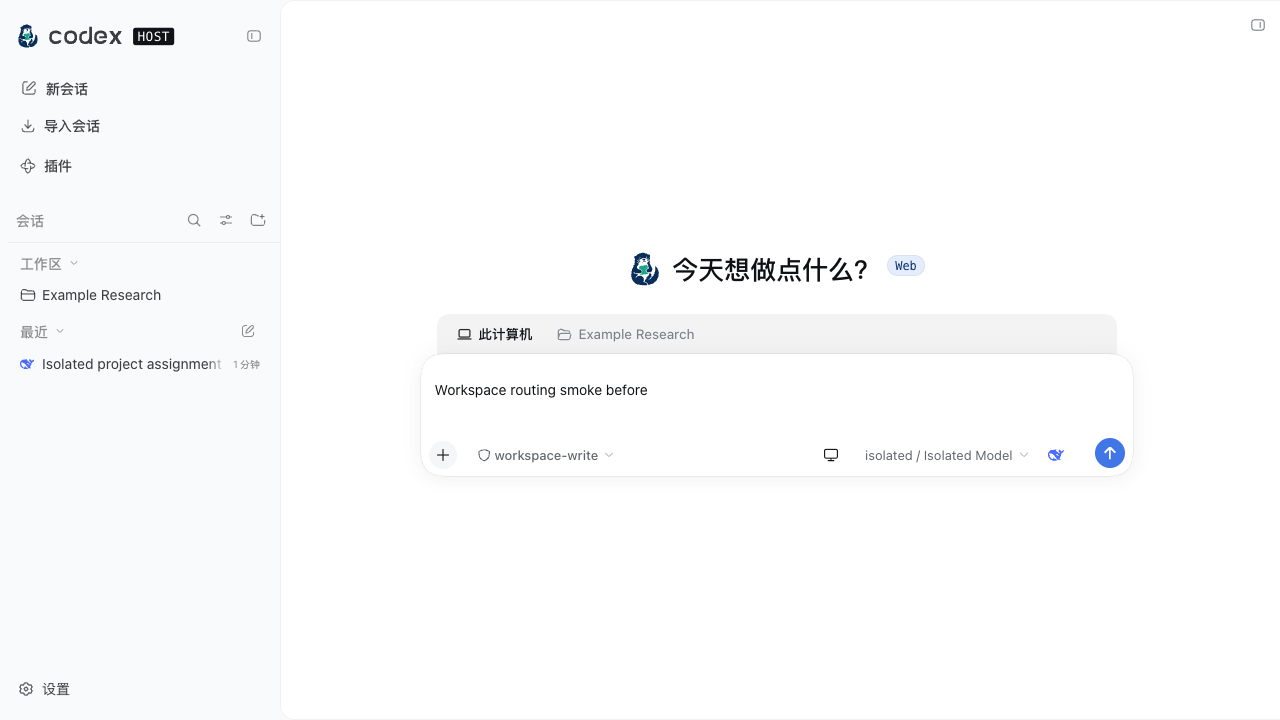 codex HOST
新会话
导入会话
插件
会话
工作区
Example Research
最近
Isolated project assignment 1 分钟
设置
今天想做点什么? Web
此计算机 Example Research
Workspace routing smoke before
workspace-write isolated / Isolated Model